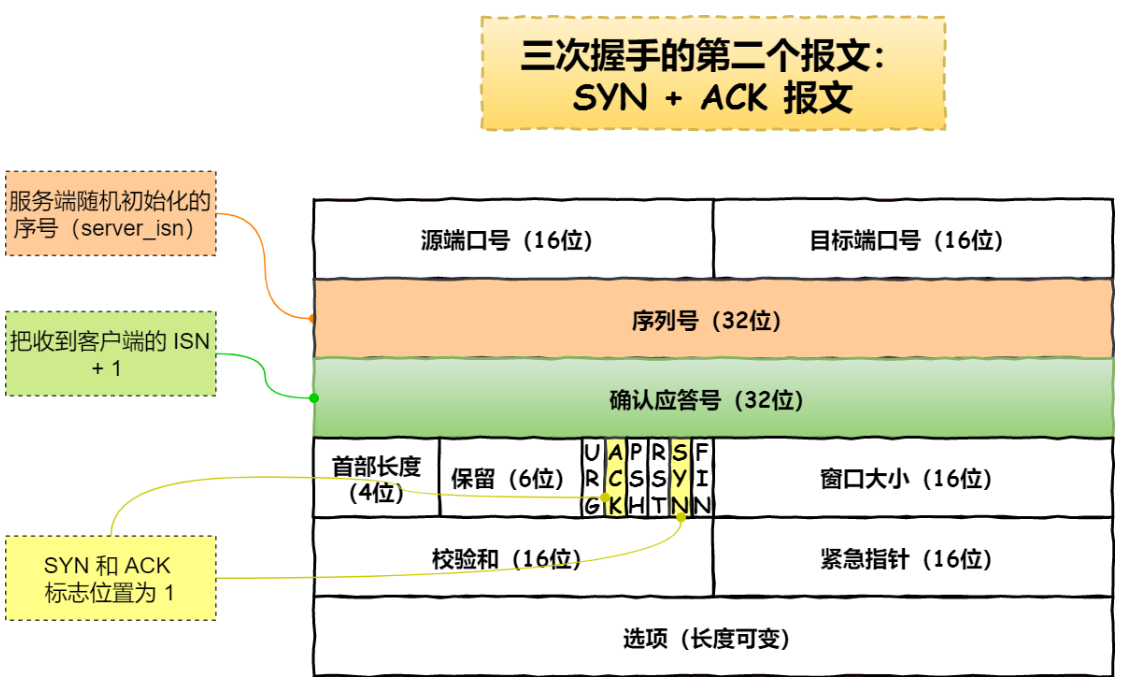 三次握手的第二个报文：
SYN + ACK 报文
服务端随机初始化的
序号（server_isn）
源端口号（16位）
目标端口号（16位）
序列号（32位）
把收到客户端的 ISN
+ 1
确认应答号（32位）
首部长度
（4位）
保留（6位）
URG
ACK
PSH
RST
SYN
FIN
窗口大小（16位）
SYN 和 ACK
标志位置为 1
校验和（16位）
紧急指针（16位）
选项（长度可变）